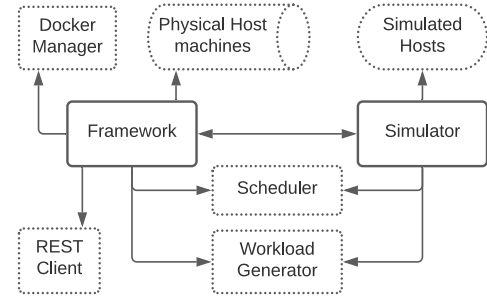 Docker
Manager
Physical Host
machines
Simulated
Hosts
Framework
Simulator
Scheduler
REST
Client
Workload
Generator